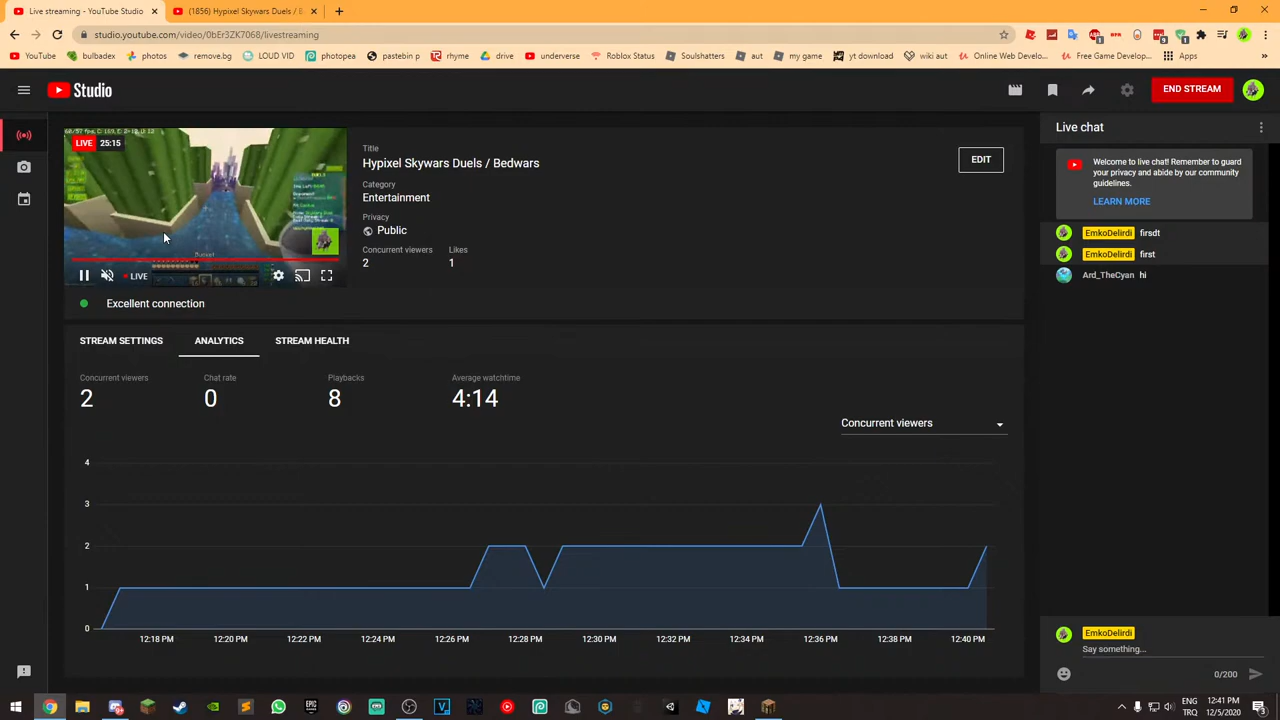 Live streaming - YouTube Studio
(1856) Hypixel Skywars Duels / B
studio.youtube.com/video/0bEr3ZK7068/livestreaming
YouTube
bulbadex
photos
remove.bg
LOUD VID
photopea
pastebin p
rhyme
drive
underverse
Roblox Status
Soulshatters
aut
my game
yt download
wiki aut
Online Web Develo...
Free Game Develop...
Apps
Studio
END STREAM
LIVE 25:15
LIVE
Title
Hypixel Skywars Duels / Bedwars
EDIT
Category
Entertainment
Privacy
Public
Concurrent viewers Likes
2 1
Excellent connection
STREAM SETTINGS ANALYTICS STREAM HEALTH
Concurrent viewers Chat rate Playbacks Average watchtime
2 0 8 4:14
Concurrent viewers
4
3
2
1
0
12:18 PM 12:20 PM 12:22 PM 12:24 PM 12:26 PM 12:28 PM 12:30 PM 12:32 PM 12:34 PM 12:36 PM 12:38 PM 12:40 PM
Live chat
Welcome to live chat! Remember to guard
your privacy and abide by our community
guidelines.
LEARN MORE
EmkoDelirdi firsdt
EmkoDelirdi first
Ard_TheCyan hi
EmkoDelirdi
Say something...
0/200
ENG
TRQ
12:41 PM
12/5/2020